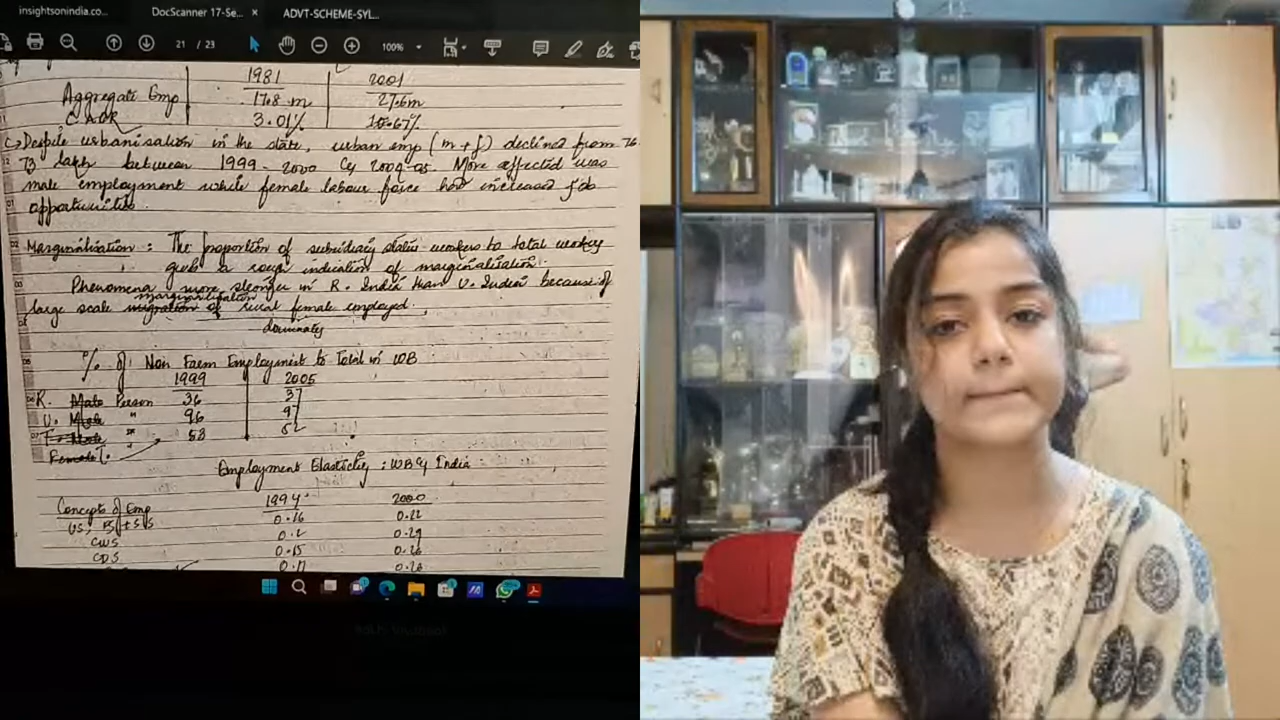 insightsonindia.co...
DocScanner 17-Se...
ADVT-SCHEME-SYL...
21 / 23
100%
1981 2001
Aggregate Emp 17.8 m 27.6m
CAGR 3.01%
Despite urbanisation in the state, urban emp (m+f) declined from 76
73 lakh between 1999-2000 & 2004-05. More affected was
male employment while female labour force had increased job
opportunities.
Marginalisation : The proportion of subsidiary status workers to total workers
gives a rough indication of marginalisation.
Phenomena more stronger in R. India than U. India because of
marginalisation
large scale migration of rural female employed.
dominates
% of Non Farm Employment to Total in WB
1999 2005
R. Male Person 36
U. Male " 96
" 53
Female
Employment Elasticity : WB & India
Concepts of Emp 1994 2000
US, PS+SS 0.16 0.22
CWS 0.2 0.29
CDS 0.15 0.26
0.17 0.28